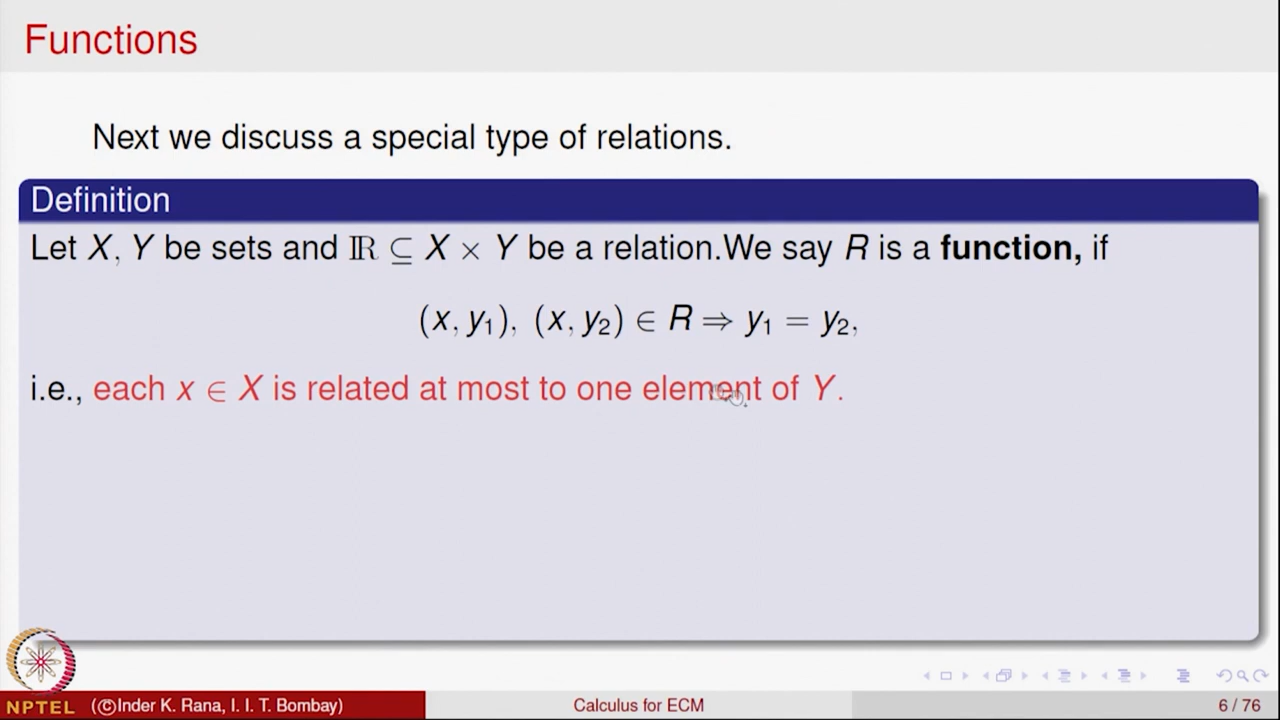 Functions
Next we discuss a special type of relations.
Definition
Let X, Y be sets and ℝ ⊆ X × Y be a relation.We say R is a function, if
(x, y₁), (x, y₂) ∈ R ⇒ y₁ = y₂,
i.e., each x ∈ X is related at most to one element of Y.
NPTEL (©Inder K. Rana, I. I. T. Bombay) Calculus for ECM 6 / 76